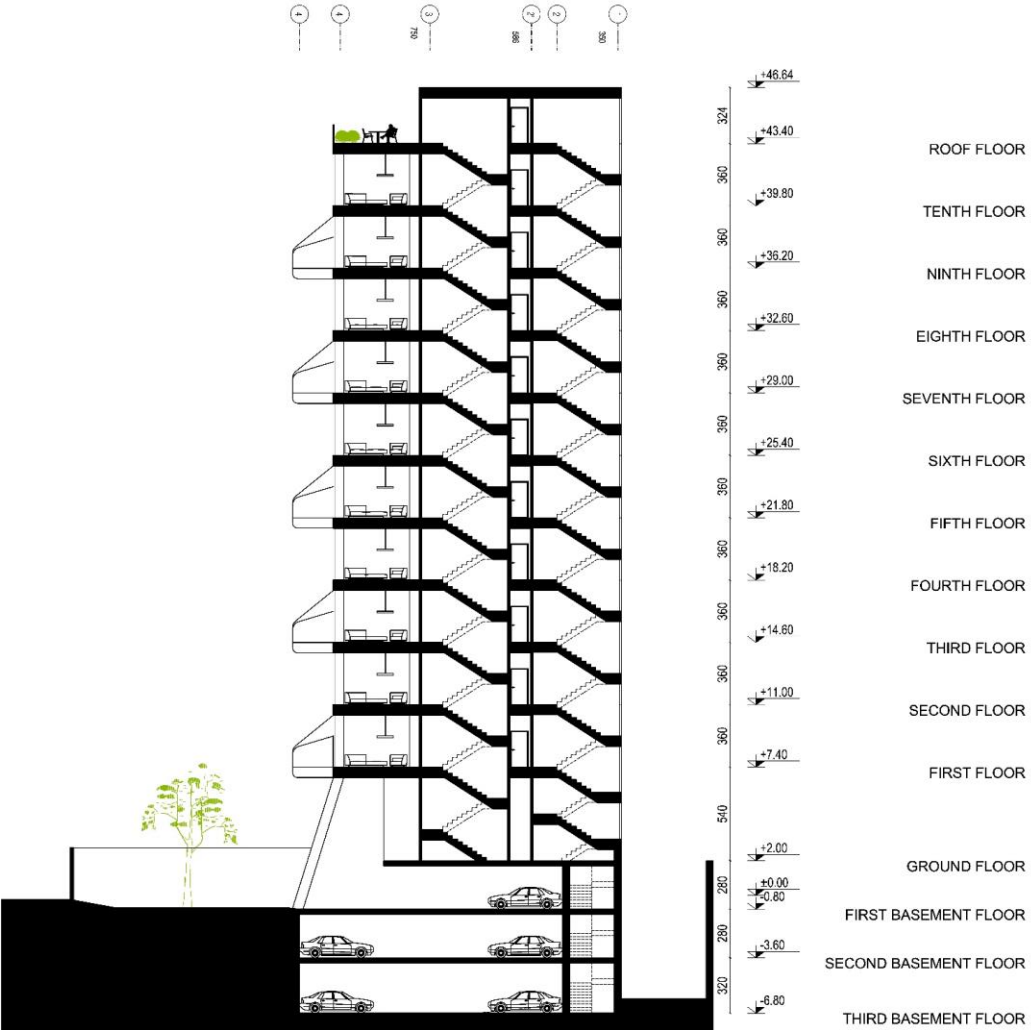 4 4 3 2' 2 1
750 586 350
+46.64
324
+43.40
ROOF FLOOR
360
+39.80
TENTH FLOOR
360
+36.20
NINTH FLOOR
360
+32.60
EIGHTH FLOOR
360
+29.00
SEVENTH FLOOR
360
+25.40
SIXTH FLOOR
360
+21.80
FIFTH FLOOR
360
+18.20
FOURTH FLOOR
360
+14.60
THIRD FLOOR
360
+11.00
SECOND FLOOR
360
+7.40
FIRST FLOOR
540
+2.00
GROUND FLOOR
280
±0.00
-0.80
FIRST BASEMENT FLOOR
280
-3.60
SECOND BASEMENT FLOOR
320
-6.80
THIRD BASEMENT FLOOR